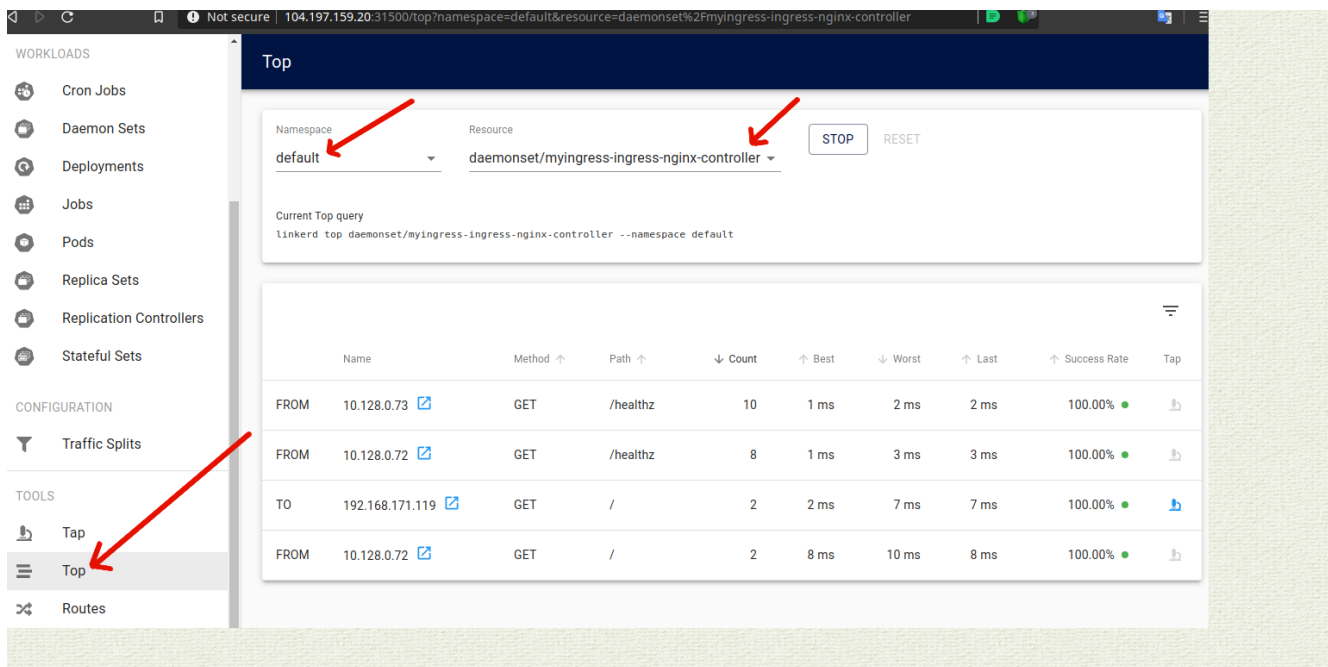 Not secure 104.197.159.20:31500/top?namespace=default&resource=daemonset%2Fmyingress-ingress-nginx-controller
WORKLOADS
Cron Jobs
Daemon Sets
Deployments
Jobs
Pods
Replica Sets
Replication Controllers
Stateful Sets
CONFIGURATION
Traffic Splits
TOOLS
Tap
Top
Routes
Top
Namespace Resource
default daemonset/myingress-ingress-nginx-controller STOP RESET
Current Top query
linkerd top daemonset/myingress-ingress-nginx-controller --namespace default
Name Method Path Count Best Worst Last Success Rate Tap
FROM 10.128.0.73 GET /healthz 10 1 ms 2 ms 2 ms 100.00%
FROM 10.128.0.72 GET /healthz 8 1 ms 3 ms 3 ms 100.00%
TO 192.168.171.119 GET / 2 2 ms 7 ms 7 ms 100.00%
FROM 10.128.0.72 GET / 2 8 ms 10 ms 8 ms 100.00%